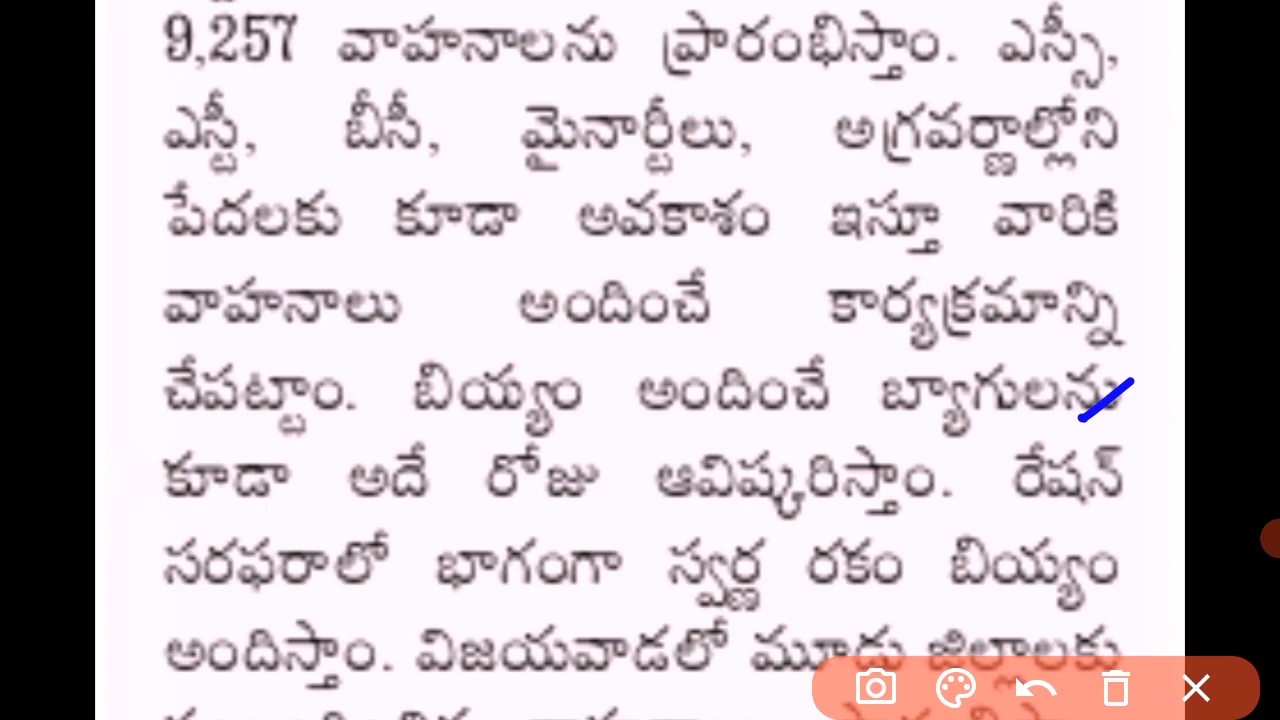 9,257 వాహనాలను ప్రారంభిస్తాం. ఎస్సీ,
ఎస్టీ, బీసీ, మైనార్టీలు, అగ్రవర్ణాల్లోని
పేదలకు కూడా అవకాశం ఇస్తూ వారికి
వాహనాలు అందించే కార్యక్రమాన్ని
చేపట్టాం. బియ్యం అందించే బ్యాగులను
కూడా అదే రోజు ఆవిష్కరిస్తాం. రేషన్
సరఫరాలో భాగంగా స్వర్ణ రకం బియ్యం
అందిస్తాం. విజయవాడలో మూడు జిల్లాలకు